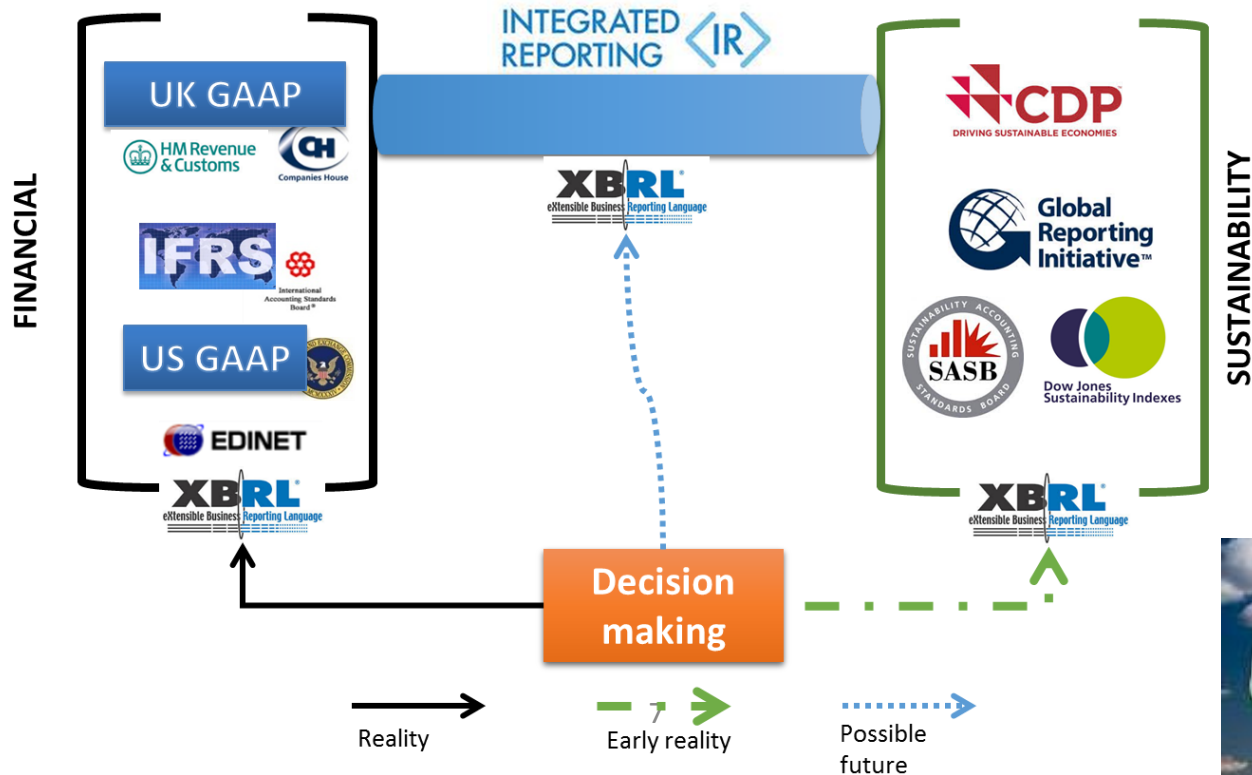 INTEGRATED
REPORTING <IR>
FINANCIAL
UK GAAP
HM Revenue
& Customs
CH
Companies House
IFRS
International
Accounting Standards
Board®
US GAAP
EDINET
XBRL®
eXtensible Business Reporting Language
XBRL®
eXtensible Business Reporting Language
SUSTAINABILITY
CDP
DRIVING SUSTAINABLE ECONOMIES
Global
Reporting
Initiative™
SUSTAINABILITY ACCOUNTING
SASB
STANDARDS BOARD
Dow Jones
Sustainability Indexes
XBRL®
eXtensible Business Reporting Language
Decision
making
Reality
7
Early reality
Possible
future